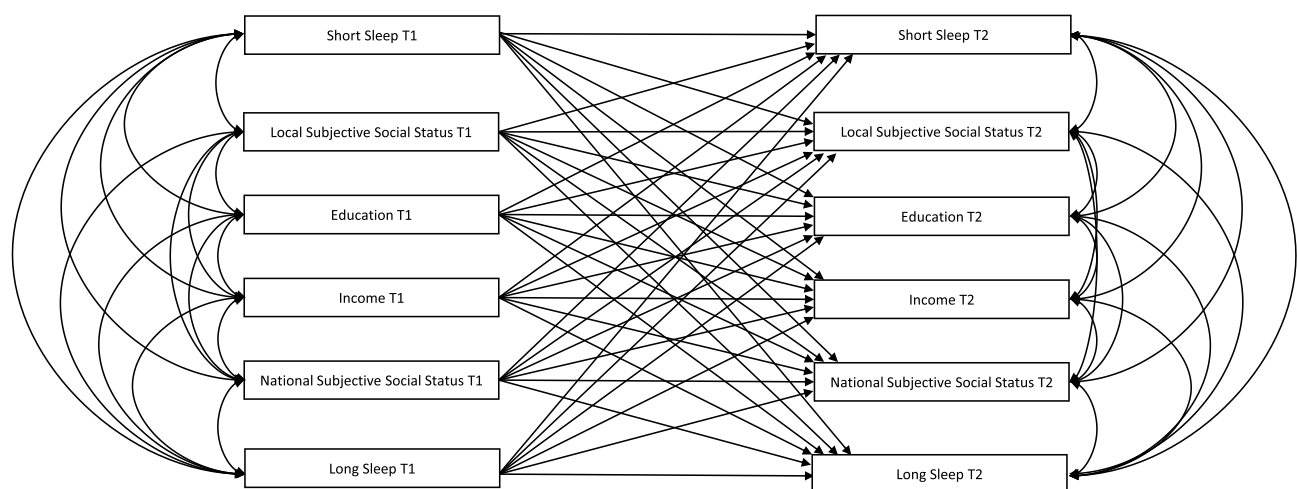 Short Sleep T1
Short Sleep T2
Local Subjective Social Status T1
Local Subjective Social Status T2
Education T1
Education T2
Income T1
Income T2
National Subjective Social Status T1
National Subjective Social Status T2
Long Sleep T1
Long Sleep T2